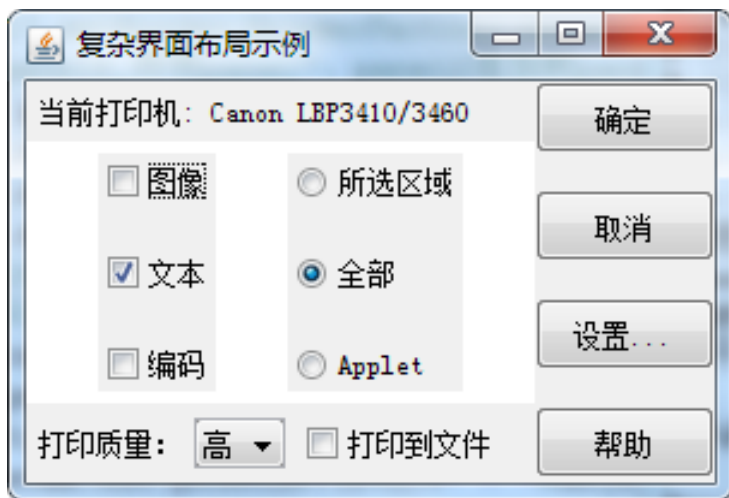 复杂界面布局示例
当前打印机: Canon LBP3410/3460
确定
图像
所选区域
取消
文本
全部
设置...
编码
Applet
打印质量:
高
打印到文件
帮助